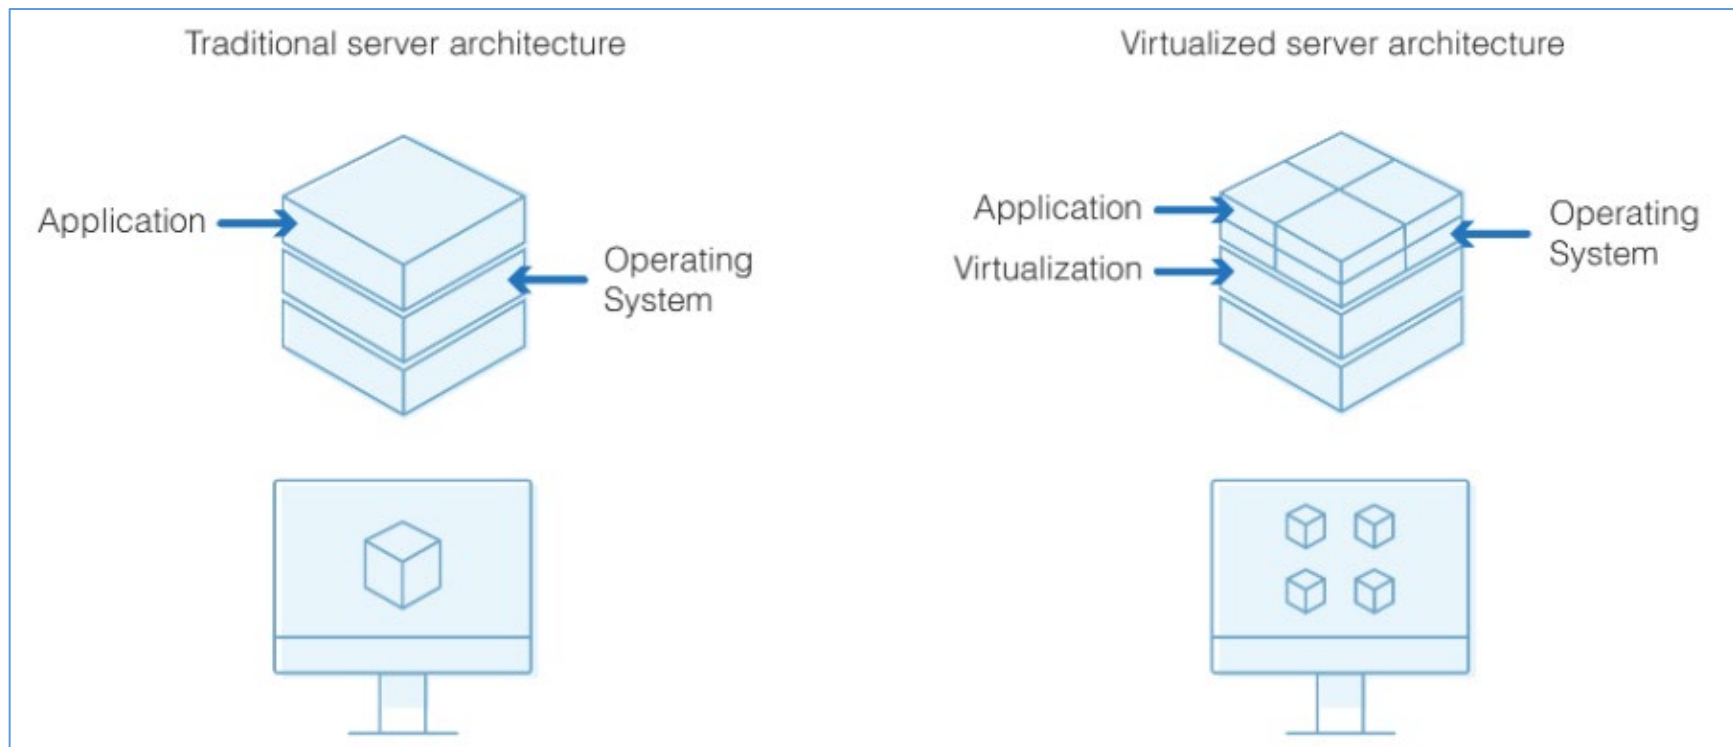 Traditional server architecture
Application
Operating
System
Virtualized server architecture
Application
Virtualization
Operating
System